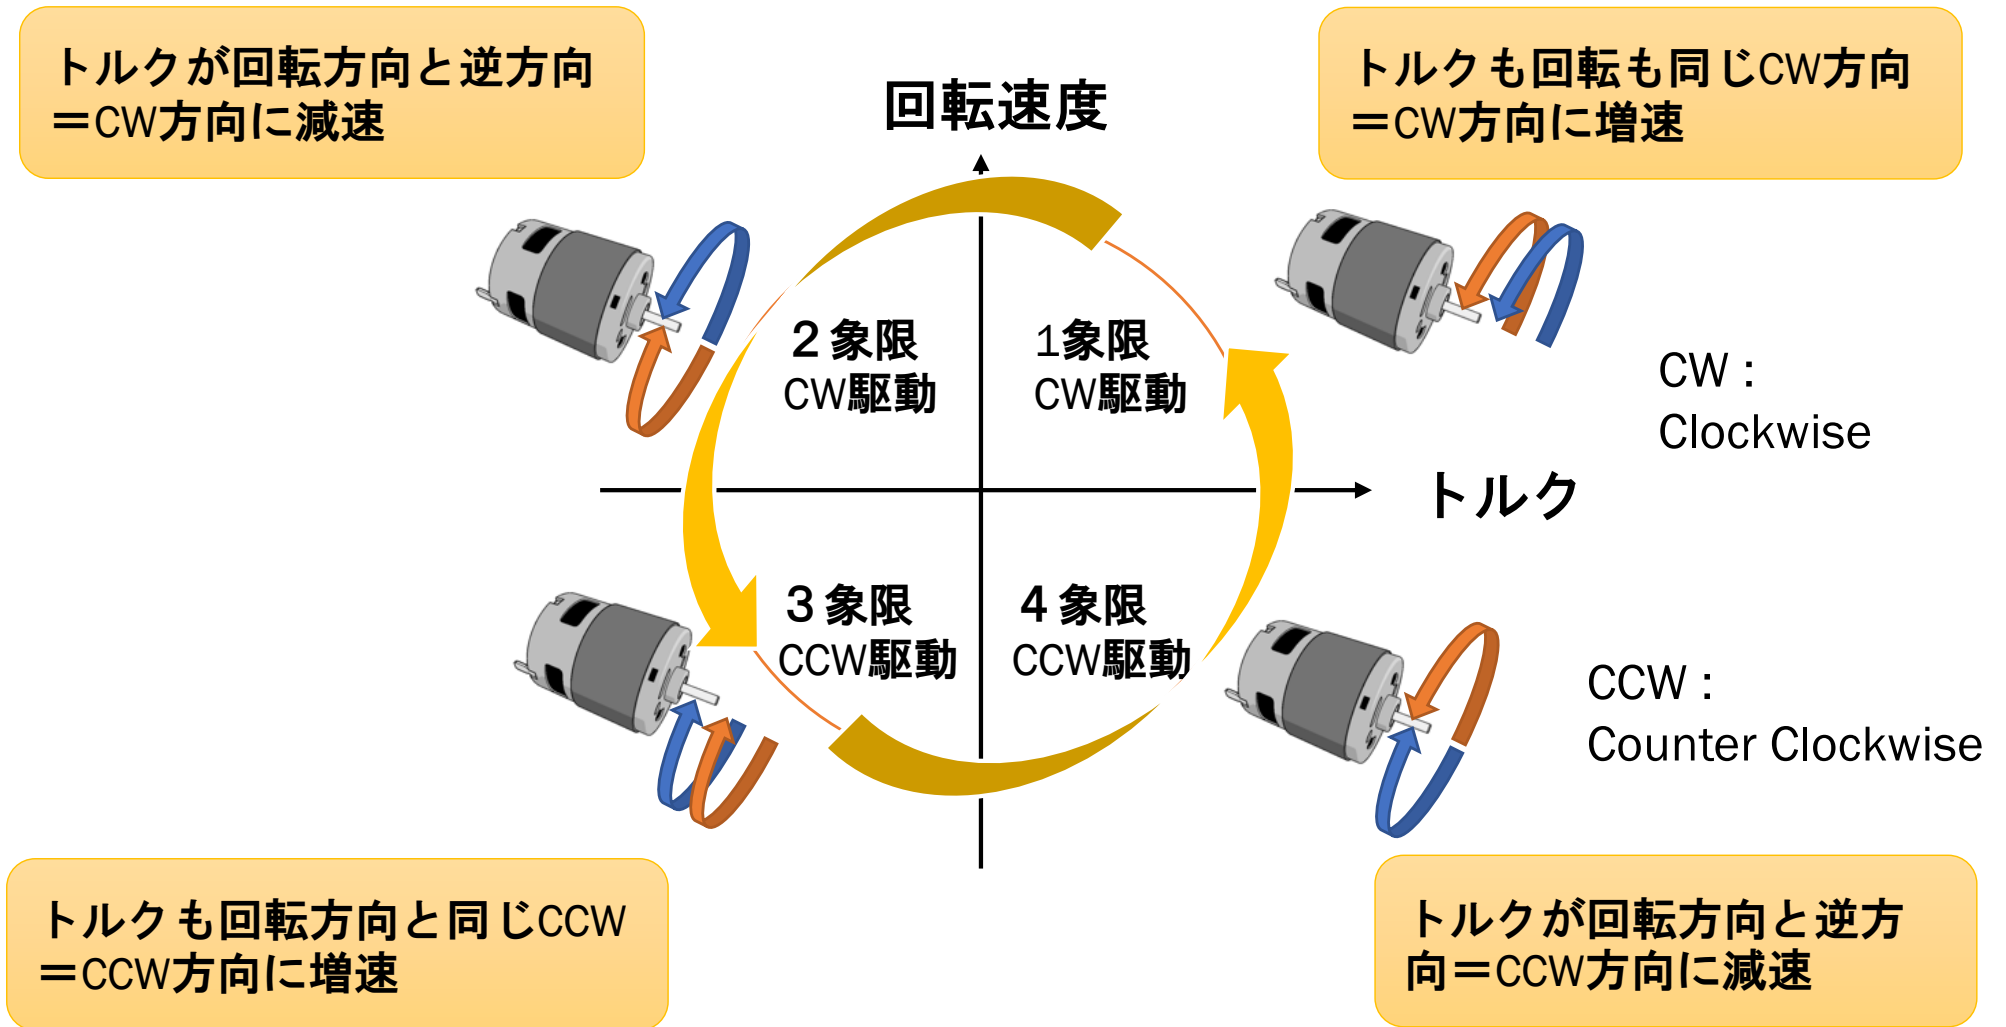 トルクが回転方向と逆方向
＝CW方向に減速
トルクも回転も同じCW方向
＝CW方向に増速
回転速度
２象限
CW駆動
1象限
CW駆動
CW：
Clockwise
トルク
３象限
CCW駆動
４象限
CCW駆動
CCW：
Counter Clockwise
トルクも回転方向と同じCCW
＝CCW方向に増速
トルクが回転方向と逆方
向＝CCW方向に減速